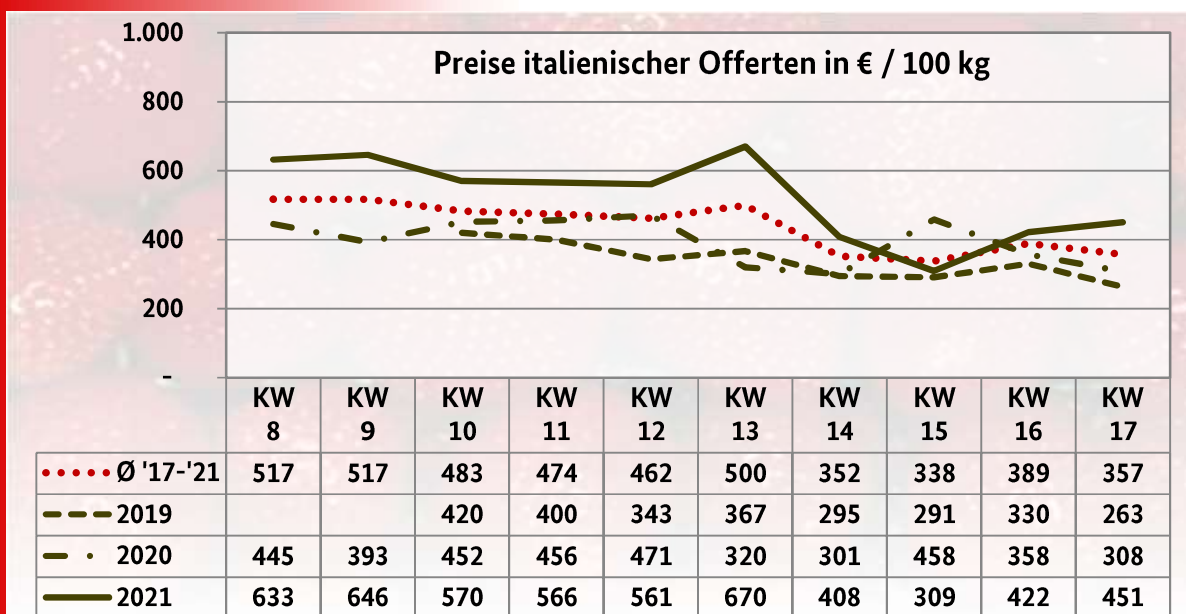 Preise italienischer Offerten in € / 100 kg
1.000
800
600
400
200
-
KW 8 KW 9 KW 10 KW 11 KW 12 KW 13 KW 14 KW 15 KW 16 KW 17
Ø '17-'21 517 517 483 474 462 500 352 338 389 357
2019 420 400 343 367 295 291 330 263
2020 445 393 452 456 471 320 301 458 358 308
2021 633 646 570 566 561 670 408 309 422 451